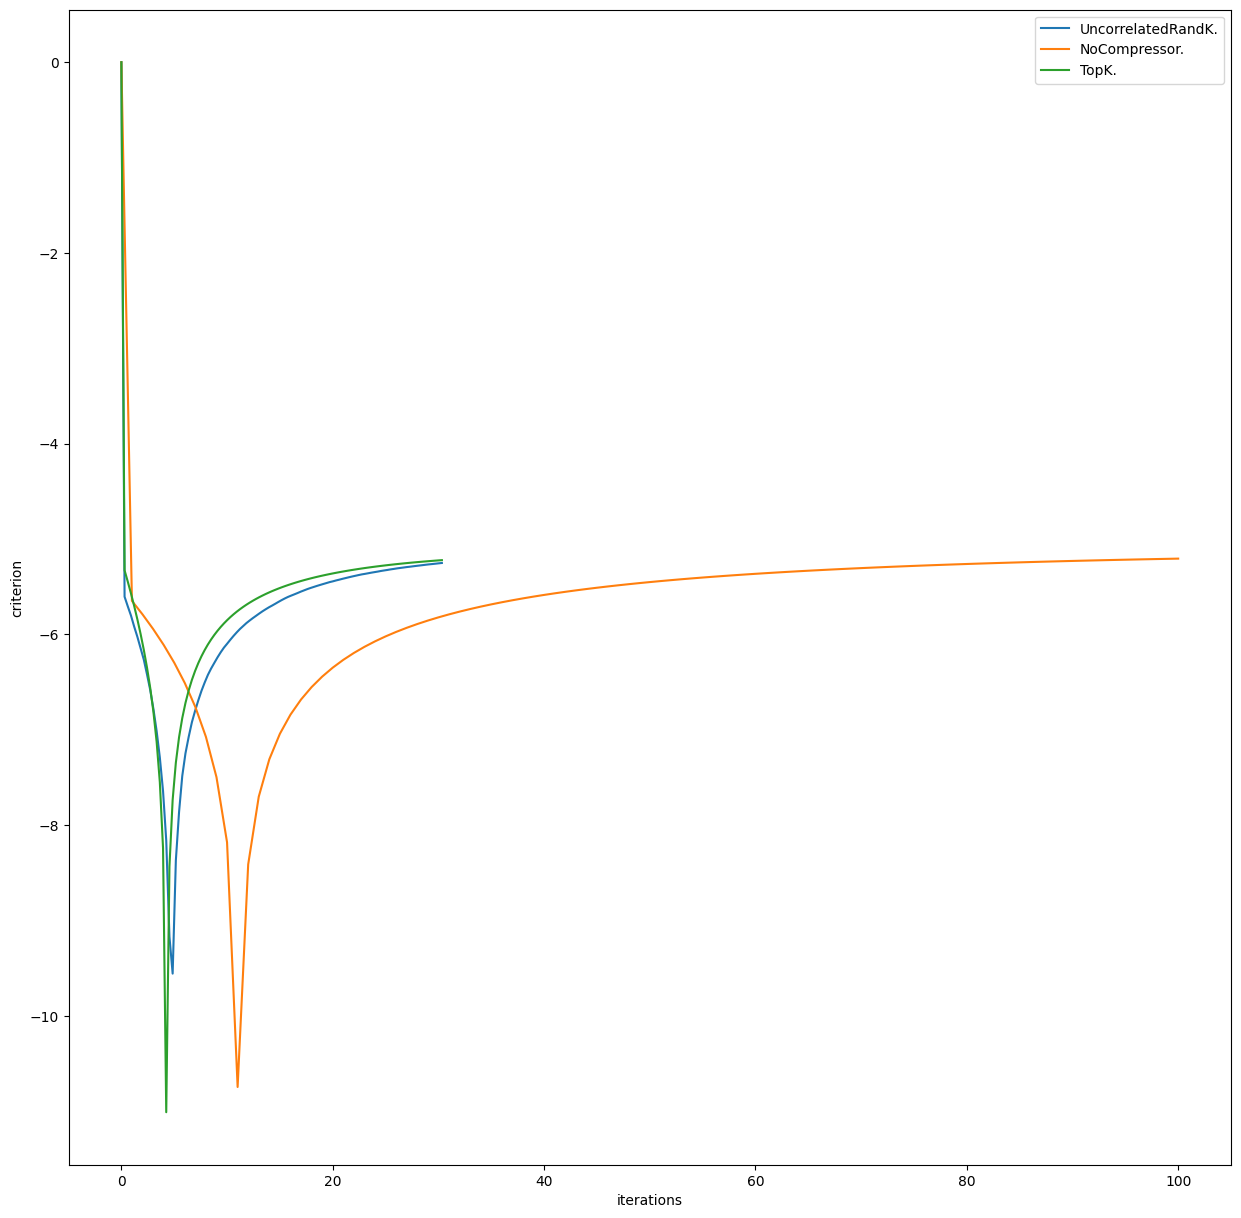 UncorrelatedRandK.
NoCompressor.
TopK.
0
−2
−4
−6
−8
−10
criterion
0 20 40 60 80 100
iterations